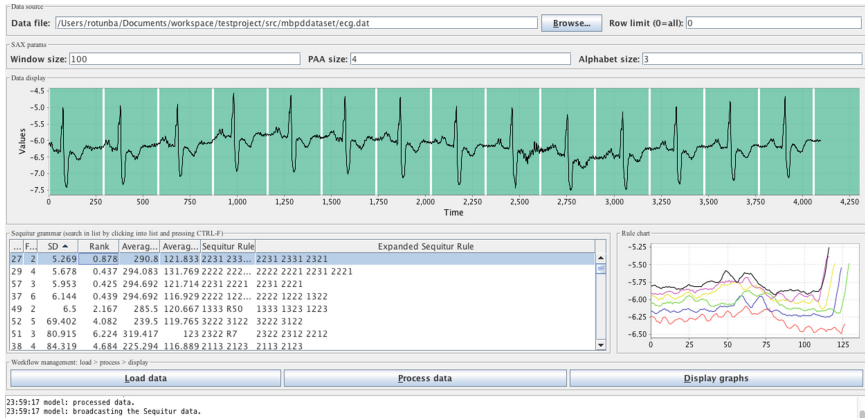 Data source
Data file: /Users/rotunba/Documents/workspace/testproject/src/mbpddataset/ecg.dat Browse... Row limit (0=all): 0
SAX params
Window size: 100 PAA size: 4 Alphabet size: 3
Data display
-4.5
-5.0
-5.5
-6.0
-6.5
-7.0
-7.5
Values
0 250 500 750 1,000 1,250 1,500 1,750 2,000 2,250 2,500 2,750 3,000 3,250 3,500 3,750 4,000 4,250
Time
Sequitur grammar (search in list by clicking into list and pressing CTRL-F)
... F... SD Rank Averag... Averag... Sequitur Rule Expanded Sequitur Rule
27 2 5.269 0.878 290.8 121.833 2231 233... 2231 2331 2321
29 4 5.678 0.437 294.083 131.769 2222 222... 2222 2221 2231 2221
57 3 5.953 0.425 294.692 121.714 2231 2221 2231 2221
37 6 6.144 0.439 294.692 116.929 2222 122... 2222 1222 1322
49 2 6.5 2.167 285.5 120.667 1333 R50 1333 1323 1223
52 5 69.402 4.082 239.5 119.765 3222 3122 3222 3122
51 3 80.915 6.224 319.417 123 2322 R7 2322 2312 2212
38 4 84.319 4.684 225.294 116.889 2113 2123 2113 2123
Rule chart
-5.25
-5.50
-5.75
-6.00
-6.25
-6.50
0 25 50 75 100 125
Workflow management: load > process > display
Load data Process data Display graphs
23:59:17 model: processed data.
23:59:17 model: broadcasting the Sequitur data.